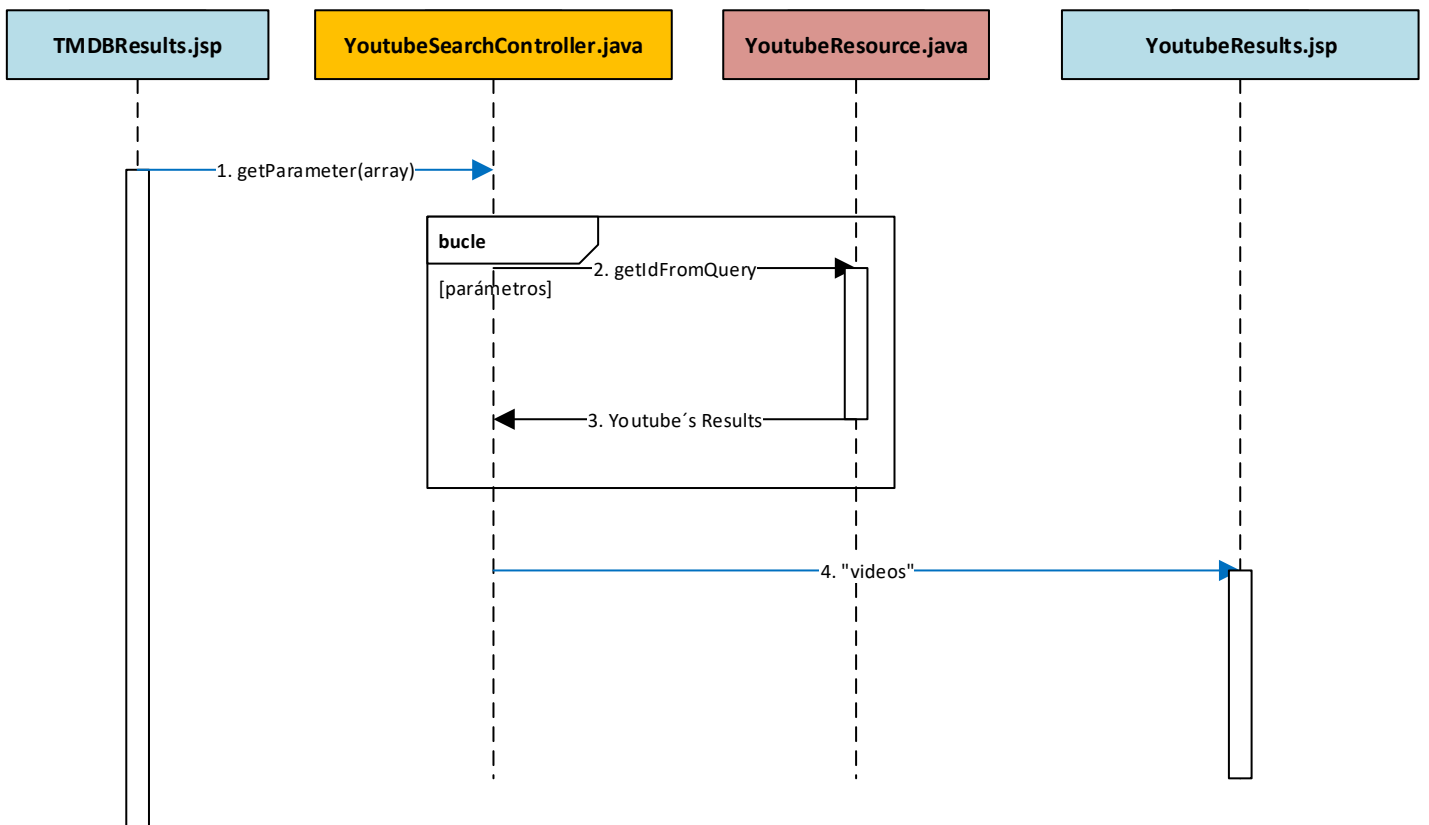 TMDBResults.jsp
YoutubeSearchController.java
YoutubeResource.java
YoutubeResults.jsp
1. getParameter(array)
bucle
2. getIdFromQuery
[parámetros]
3. Youtube´s Results
4. "videos"